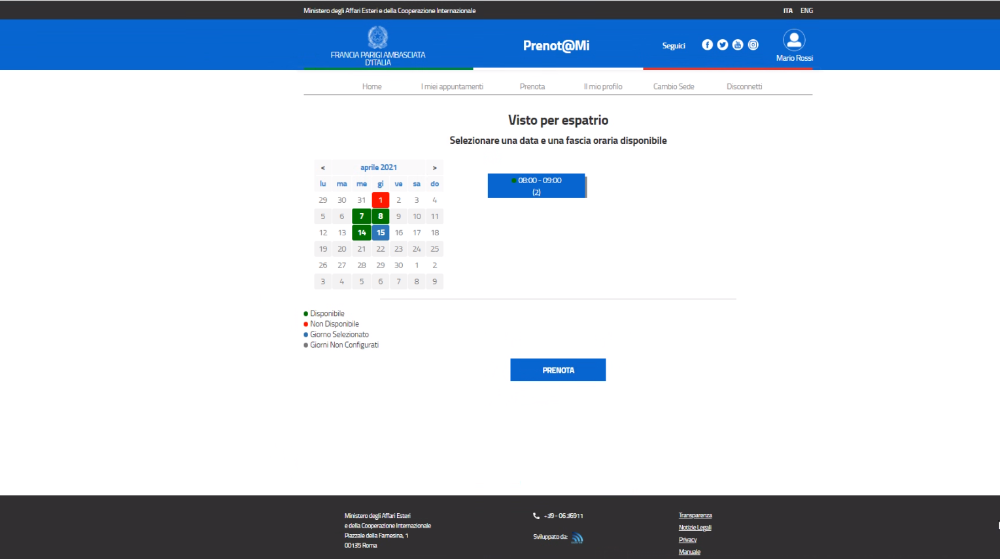 Ministero degli Affari Esteri e della Cooperazione Internazionale
ITA ENG
FRANCIA PARIGI AMBASCIATA
D'ITALIA
Prenot@Mi
Seguici
Mario Rossi
Home I miei appuntamenti Prenota Il mio profilo Cambio Sede Disconnetti
Visto per espatrio
Selezionare una data e una fascia oraria disponibile
< aprile 2021 >
lu ma me gi ve sa do
29 30 31 1 2 3 4
5 6 7 8 9 10 11
12 13 14 15 16 17 18
19 20 21 22 23 24 25
26 27 28 29 30 1 2
3 4 5 6 7 8 9
08:00 - 09:00
(2)
Disponibile
Non Disponibile
Giorno Selezionato
Giorni Non Configurati
PRENOTA
Ministero degli Affari Esteri
e della Cooperazione Internazionale
Piazzale della Farnesina, 1
00135 Roma
+39 - 06.36911
Sviluppato da:
Transparenza
Notizie Legali
Privacy
Manuale